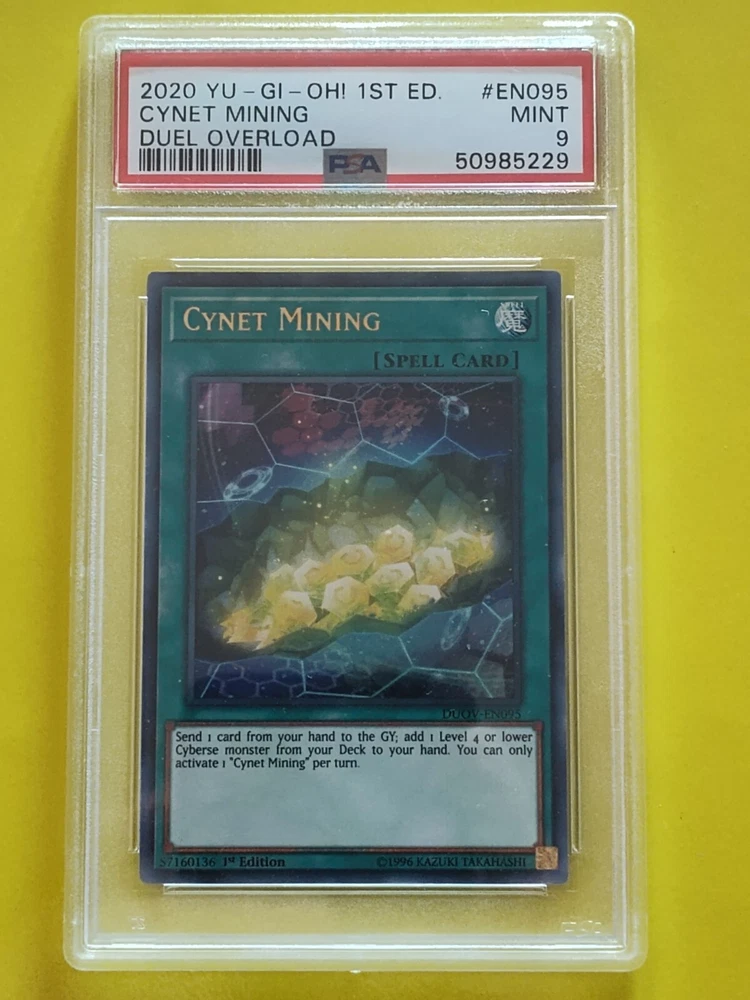 2020 YU-GI-OH! 1ST ED. #EN095
CYNET MINING MINT
DUEL OVERLOAD 9
PSA 50985229
CYNET MINING
魔
[SPELL CARD]
DUOV-EN095
Send 1 card from your hand to the GY; add 1 Level 4 or lower
Cyberse monster from your Deck to your hand. You can only
activate 1 "Cynet Mining" per turn.
57160136 1st Edition ©1996 KAZUKI TAKAHASHI